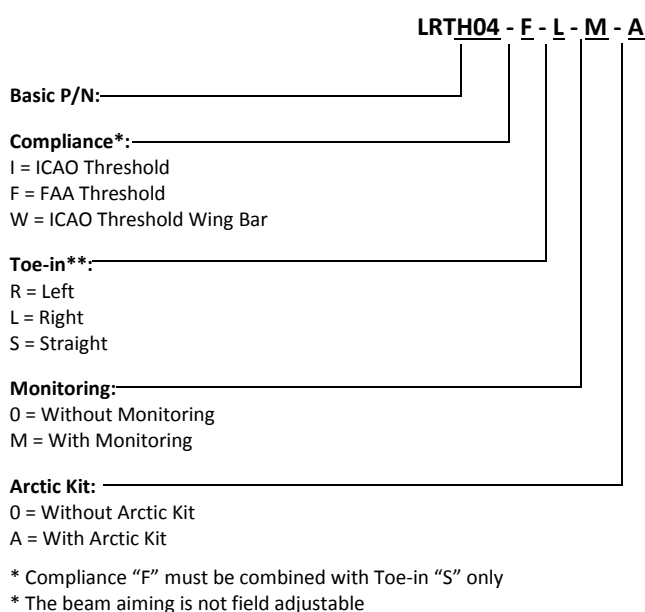 LRTH04 - F - L - M - A
Basic P/N:
Compliance*:
I = ICAO Threshold
F = FAA Threshold
W = ICAO Threshold Wing Bar
Toe-in**:
R = Left
L = Right
S = Straight
Monitoring:
0 = Without Monitoring
M = With Monitoring
Arctic Kit:
0 = Without Arctic Kit
A = With Arctic Kit
* Compliance “F” must be combined with Toe-in “S” only
* The beam aiming is not field adjustable